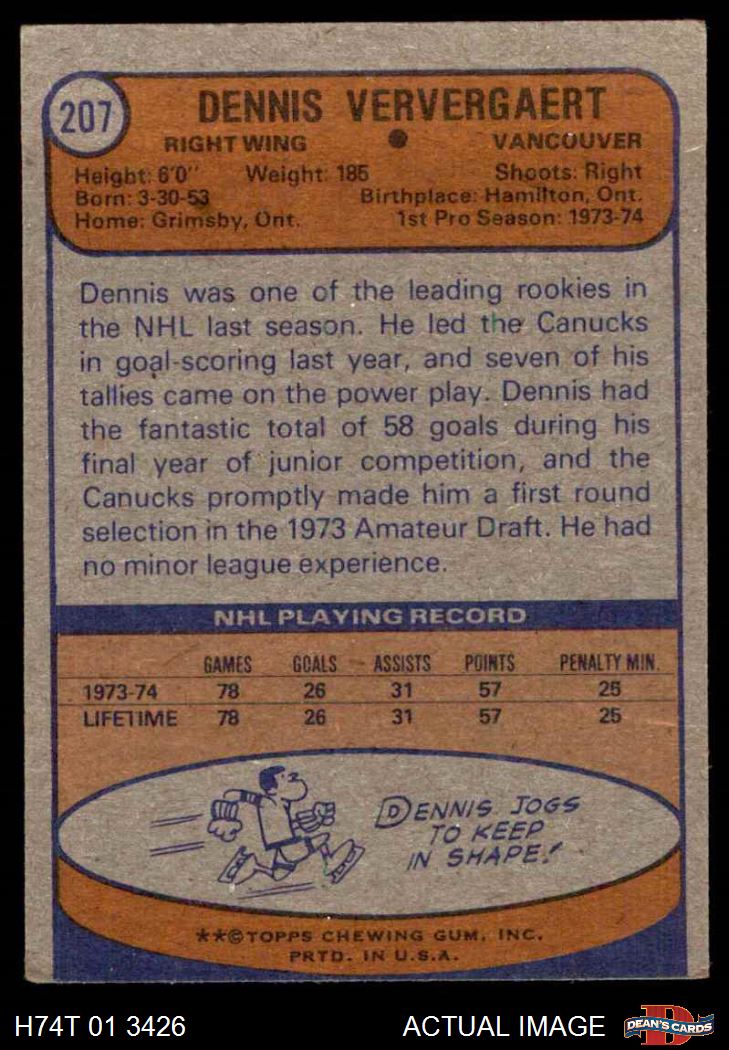 207
DENNIS VERVERGAERT
RIGHT WING ● VANCOUVER
Height: 6'0'' Weight: 185 Shoots: Right
Born: 3-30-53 Birthplace: Hamilton, Ont.
Home: Grimsby, Ont. 1st Pro Season: 1973-74
Dennis was one of the leading rookies in
the NHL last season. He led the Canucks
in goal-scoring last year, and seven of his
tallies came on the power play. Dennis had
the fantastic total of 58 goals during his
final year of junior competition, and the
Canucks promptly made him a first round
selection in the 1973 Amateur Draft. He had
no minor league experience.
NHL PLAYING RECORD
GAMES GOALS ASSISTS POINTS PENALTY MIN.
1973-74 78 26 31 57 25
LIFETIME 78 26 31 57 25
DENNIS JOGS
TO KEEP
IN SHAPE!
**©TOPPS CHEWING GUM, INC.
PRTD. IN U.S.A.
H74T 01 3426 ACTUAL IMAGE DEAN'S CARDS